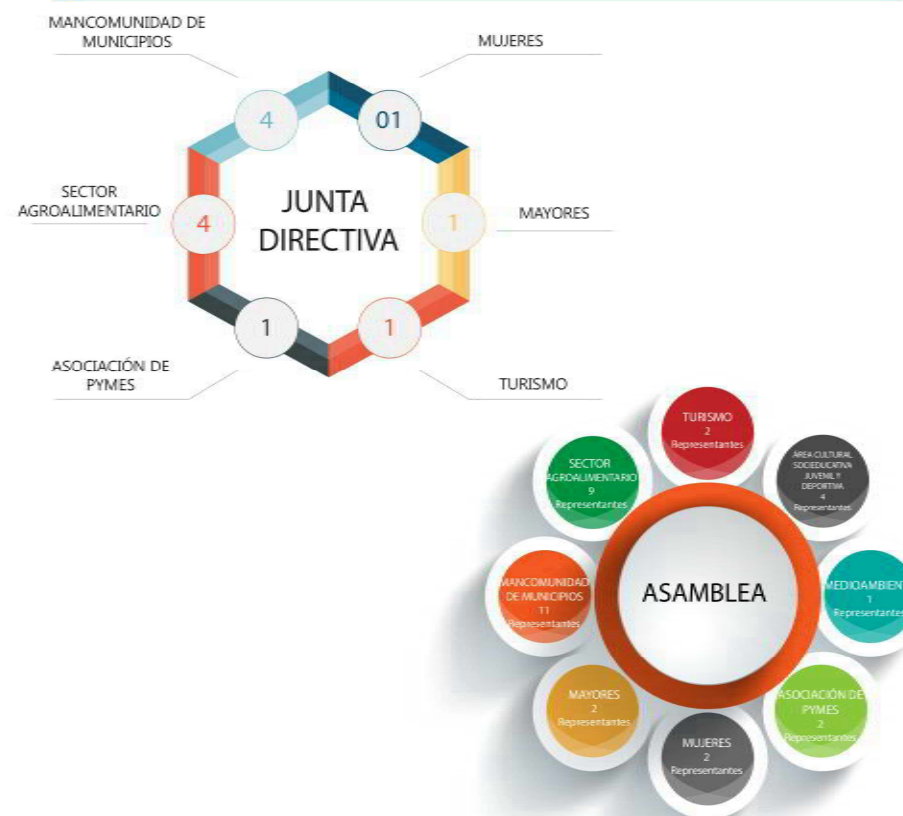 MANCOMUNIDAD DE
MUNICIPIOS
MUJERES
4
01
SECTOR
AGROALIMENTARIO
4
JUNTA
DIRECTIVA
1
MAYORES
1
1
ASOCIACIÓN DE
PYMES
TURISMO
TURISMO
2
Representantes
SECTOR
AGROALIMENTARIO
9
Representantes
ÁREA CULTURAL
SOCIOEDUCATIVA
JUVENIL Y
DEPORTIVA
4
Representantes
MANCOMUNIDAD
DE MUNICIPIOS
11
Representantes
ASAMBLEA
MEDIOAMBIEN
1
Representantes
MAYORES
2
Representantes
ASOCIACIÓN DE
PYMES
2
Representantes
MUJERES
2
Representantes